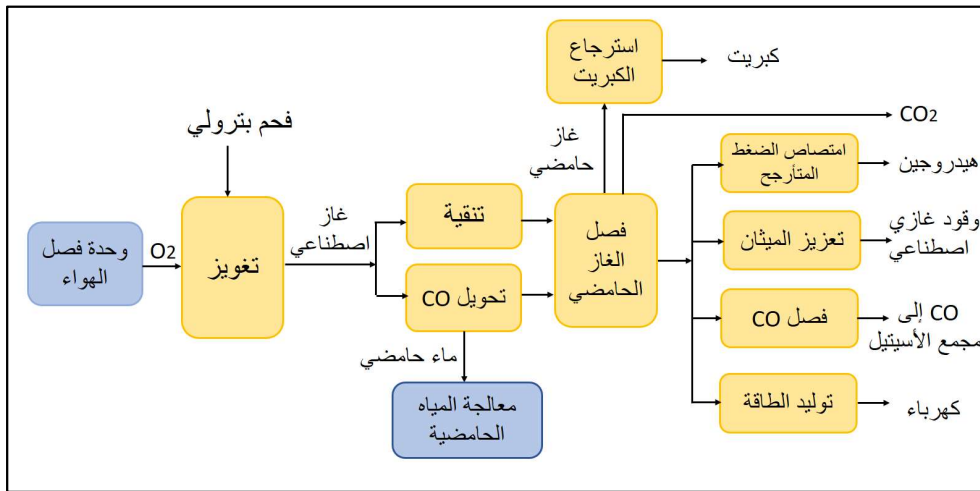 استرجاع
الكبريت
كبريت
CO2
غاز
حامضي
فحم بترولي
امتصاص الضغط
المتأرجح
هيدروجين
تنقية
غاز
اصطناعي
فصل
الغاز
الحامضي
وقود غازي
اصطناعي
تعزيز الميثان
وحدة فصل
الهواء
O2
تغويز
تحويل CO
فصل CO
CO إلى
مجمع الأسيتيل
ماء حامضي
معالجة المياه
الحامضية
توليد الطاقة
كهرباء